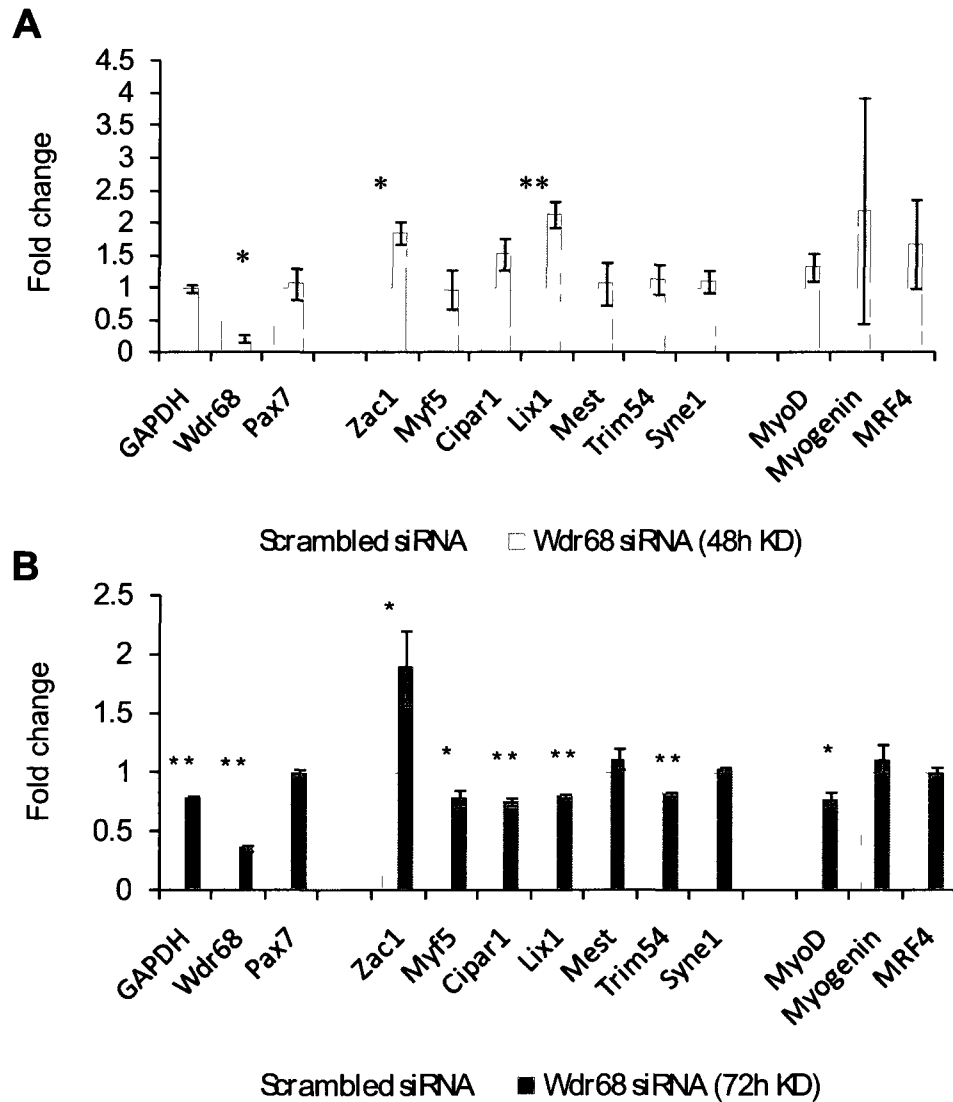 A
4.5
4
3.5
3
2.5
2
1.5
1
0.5
0
Fold change
*
*
**
GAPDH
Wdr68
Pax7
Zac1
Myf5
Cipar1
Lix1
Mest
Trim54
Syne1
MyoD
Myogenin
MRF4
Scrambled siRNA Wdr68 siRNA (48h KD)
B
2.5
2
1.5
1
0.5
0
Fold change
**
**
*
*
**
**
**
*
GAPDH
Wdr68
Pax7
Zac1
Myf5
Cipar1
Lix1
Mest
Trim54
Syne1
MyoD
Myogenin
MRF4
Scrambled siRNA Wdr68 siRNA (72h KD)